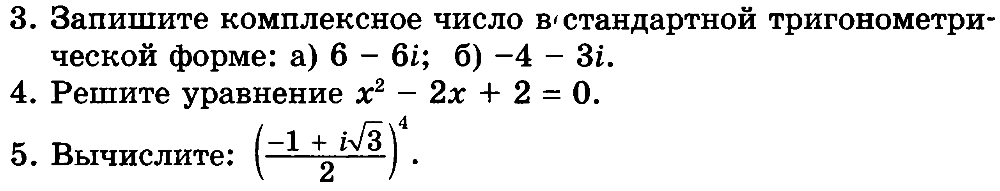 3. Запишите комплексное число в стандартной тригонометри-
ческой форме: а) 6 − 6i; б) −4 − 3i.
4. Решите уравнение x² − 2x + 2 = 0.
5. Вычислите: ((−1 + i√3)/2)⁴.